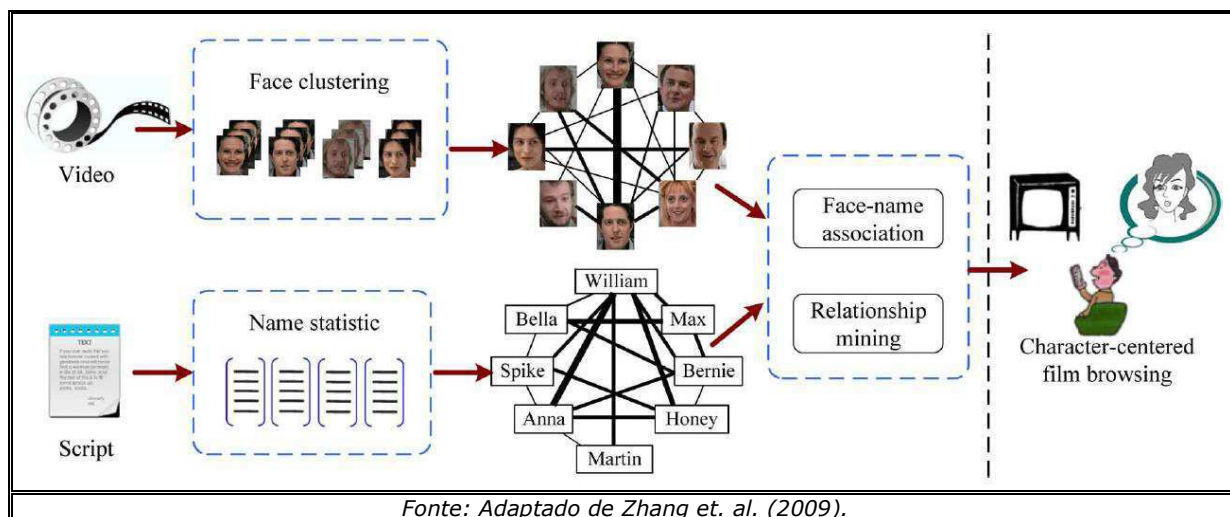 Face clustering
Video
Name statistic
TEXT
Script
William
Bella
Max
Spike
Bernie
Anna
Honey
Martin
Face-name
association
Relationship
mining
Character-centered
film browsing
Fonte: Adaptado de Zhang et. al. (2009).